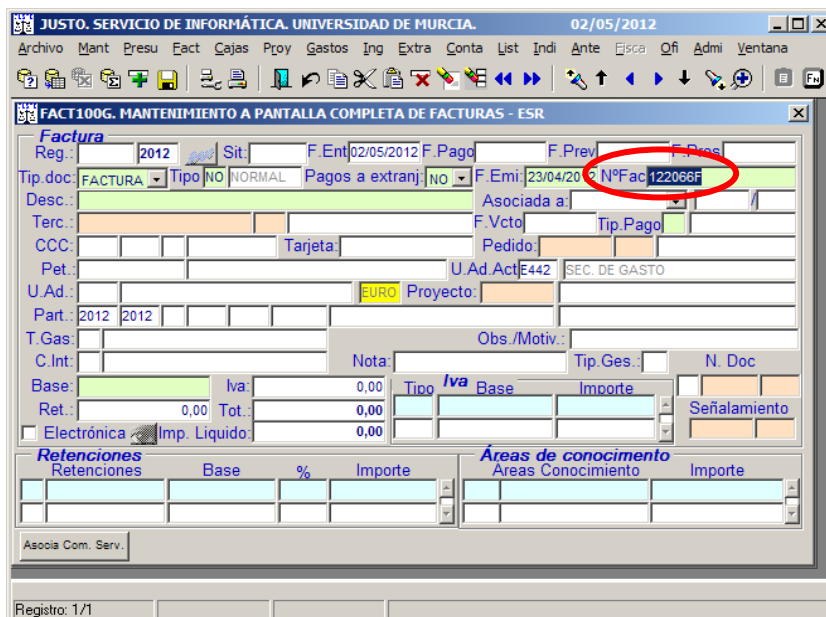 JUSTO. SERVICIO DE INFORMÁTICA. UNIVERSIDAD DE MURCIA. 02/05/2012
Archivo Mant Presu Fact Cajas Proy Gastos Ing Extra Conta List Indi Ante Fisca Ofi Admi Ventana
FACT100G. MANTENIMIENTO A PANTALLA COMPLETA DE FACTURAS - ESR
Factura
Reg.: 2012 Sit: F.Ent 02/05/2012 F.Pago F.Prev F.Pres
Tip.doc: FACTURA Tipo NO NORMAL Pagos a extranj: NO F.Emi: 23/04/2012 NºFac 122066F
Desc.: Asociada a: /
Terc.: F.Vcto Tip.Pago
CCC: Tarjeta: Pedido:
Pet.: U.Ad.Act E442 SEC. DE GASTO
U.Ad.: EURO Proyecto:
Part.: 2012 2012
T.Gas: Obs./Motiv.:
C.Int: Nota: Tip.Ges.: N. Doc
Base: Iva: 0,00 Tipo Iva Base Importe
Ret.: 0,00 Tot.: 0,00 Señalamiento
Electrónica Imp. Liquido: 0,00
Retenciones Áreas de conocimento
Retenciones Base % Importe Areas Conocimiento Importe
Asocia Com. Serv.
Registro: 1/1